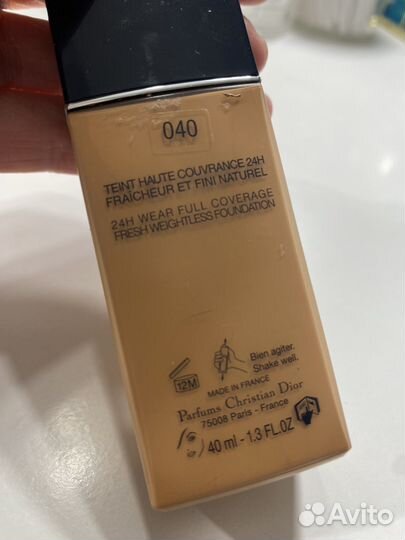 040
TEINT HAUTE COUVRANCE 24H
FRAÎCHEUR ET FINI NATUREL
24H WEAR FULL COVERAGE
FRESH WEIGHTLESS FOUNDATION
Bien agiter.
Shake well.
12M
MADE IN FRANCE
Parfums Christian Dior
75008 Paris - France
40 ml - 1.3 FL.OZ
Avito